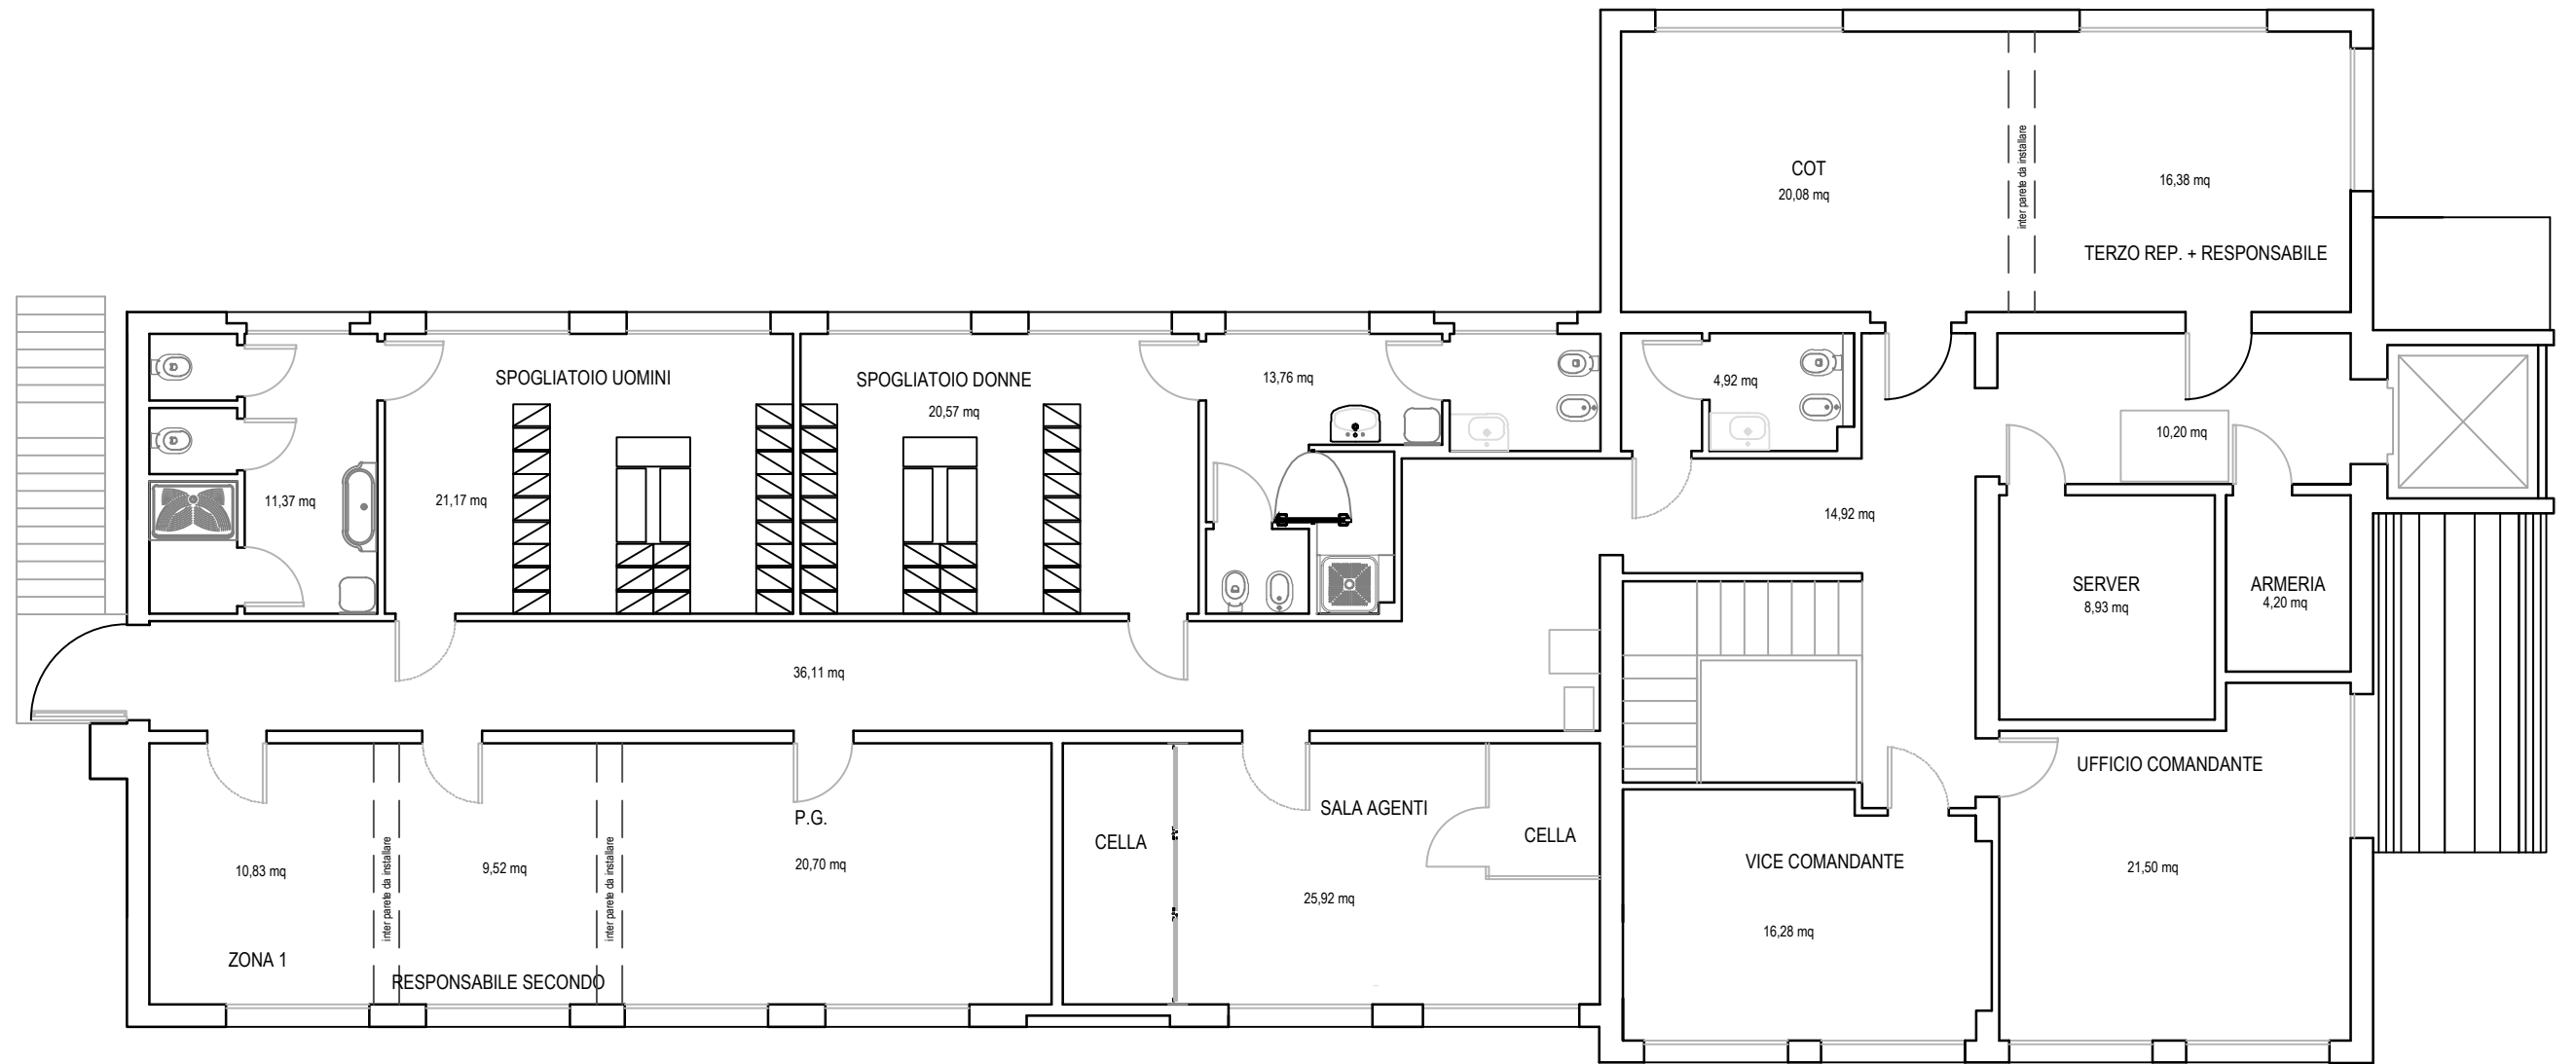 COT
20,08 mq
inter parete da installare
16,38 mq
TERZO REP. + RESPONSABILE
SPOGLIATOIO UOMINI
SPOGLIATOIO DONNE
20,57 mq
13,76 mq
4,92 mq
10,20 mq
11,37 mq
21,17 mq
14,92 mq
SERVER
8,93 mq
ARMERIA
4,20 mq
36,11 mq
UFFICIO COMANDANTE
21,50 mq
P.G.
20,70 mq
SALA AGENTI
25,92 mq
CELLA
CELLA
VICE COMANDANTE
16,28 mq
10,83 mq
inter parete da installare
9,52 mq
inter parete da installare
ZONA 1
RESPONSABILE SECONDO